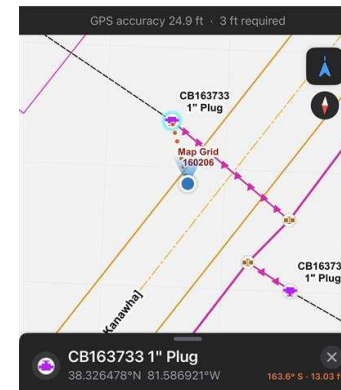 GPS accuracy 24.9 ft · 3 ft required
CB163733
1" Plug
Map Grid
160206
CB16373
1" Plug
Kanawha]
CB163733 1" Plug
38.326478°N 81.586921°W
163.6° S · 13.03 f